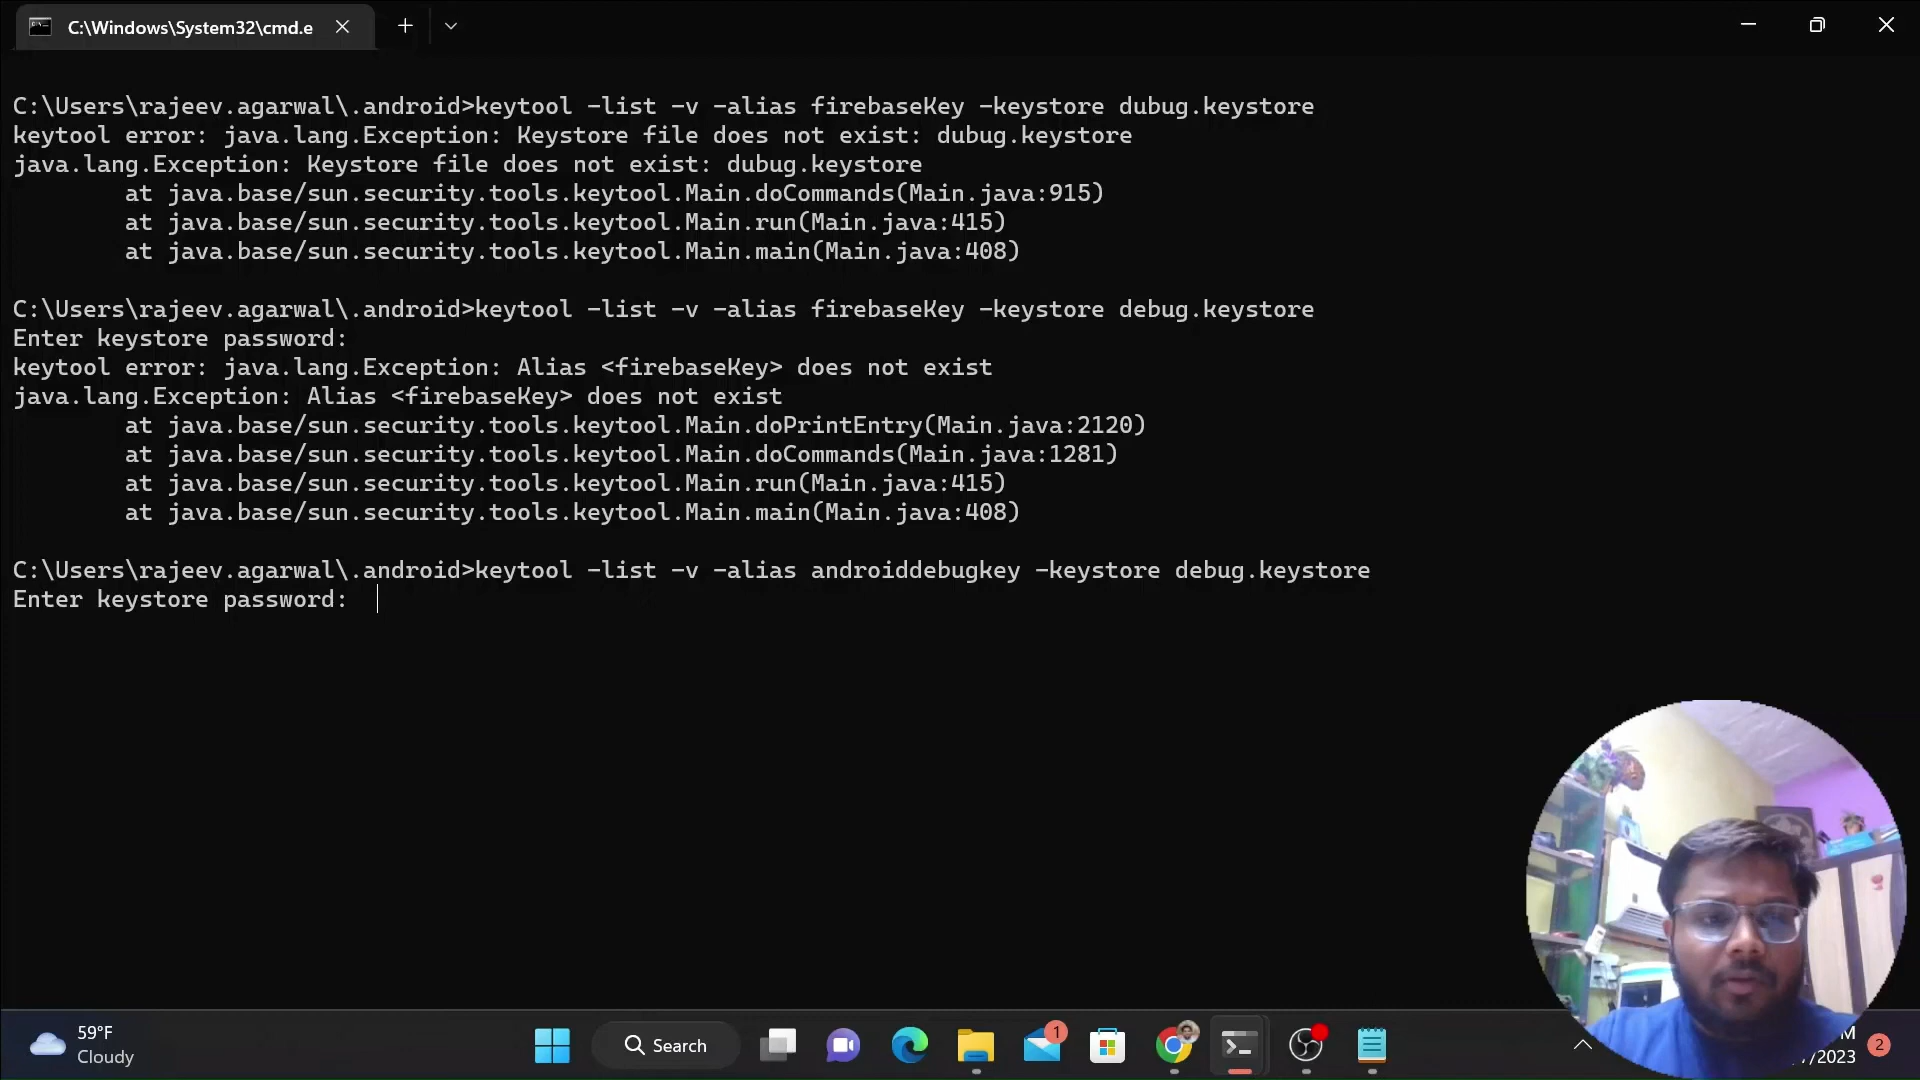 C:\Windows\System32\cmd.e
C:\Users\rajeev.agarwal\.android>keytool -list -v -alias firebaseKey -keystore dubug.keystore
keytool error: java.lang.Exception: Keystore file does not exist: dubug.keystore
java.lang.Exception: Keystore file does not exist: dubug.keystore
at java.base/sun.security.tools.keytool.Main.doCommands(Main.java:915)
at java.base/sun.security.tools.keytool.Main.run(Main.java:415)
at java.base/sun.security.tools.keytool.Main.main(Main.java:408)
C:\Users\rajeev.agarwal\.android>keytool -list -v -alias firebaseKey -keystore debug.keystore
Enter keystore password:
keytool error: java.lang.Exception: Alias <firebaseKey> does not exist
java.lang.Exception: Alias <firebaseKey> does not exist
at java.base/sun.security.tools.keytool.Main.doPrintEntry(Main.java:2120)
at java.base/sun.security.tools.keytool.Main.doCommands(Main.java:1281)
at java.base/sun.security.tools.keytool.Main.run(Main.java:415)
at java.base/sun.security.tools.keytool.Main.main(Main.java:408)
C:\Users\rajeev.agarwal\.android>keytool -list -v -alias androiddebugkey -keystore debug.keystore
Enter keystore password:
59°F
Cloudy
Search
1
M
/2023
2